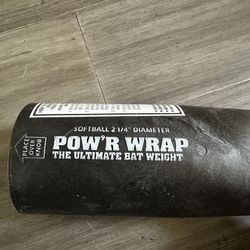 SOFTBALL 2 1/4" DIAMETER
PLACE
OVER
KNOB
POW'R WRAP
THE ULTIMATE BAT WEIGHT